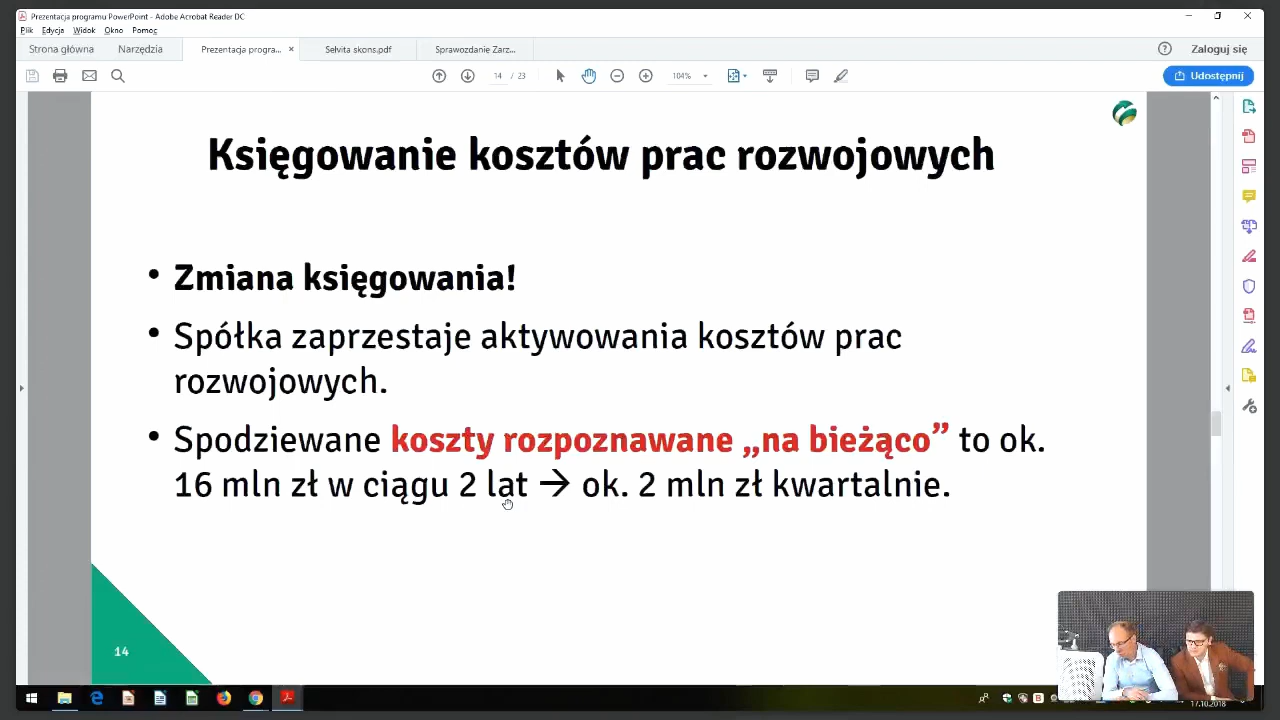 Prezentacja programu PowerPoint - Adobe Acrobat Reader DC
Plik Edycja Widok Okno Pomoc
Strona główna Narzędzia Prezentacja progra... × Selvita skons.pdf Sprawozdanie Zarz... Zaloguj się
14 / 23 104% Udostępnij
Księgowanie kosztów prac rozwojowych
• Zmiana księgowania!
• Spółka zaprzestaje aktywowania kosztów prac
rozwojowych.
• Spodziewane koszty rozpoznawane „na bieżąco” to ok.
16 mln zł w ciągu 2 lat → ok. 2 mln zł kwartalnie.
14
17.10.2018